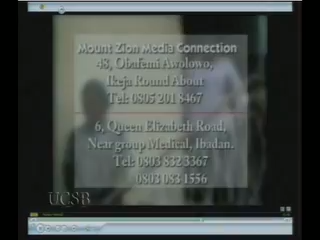 Mount Zion Media Connection
48, Obafemi Awolowo,
Ikeja Round About
Tel: 0805 201 8467
6, Queen Elizabeth Road,
Near group Medical, Ibadan.
Tel: 0803 832 3367
0803 083 1556
UCSB